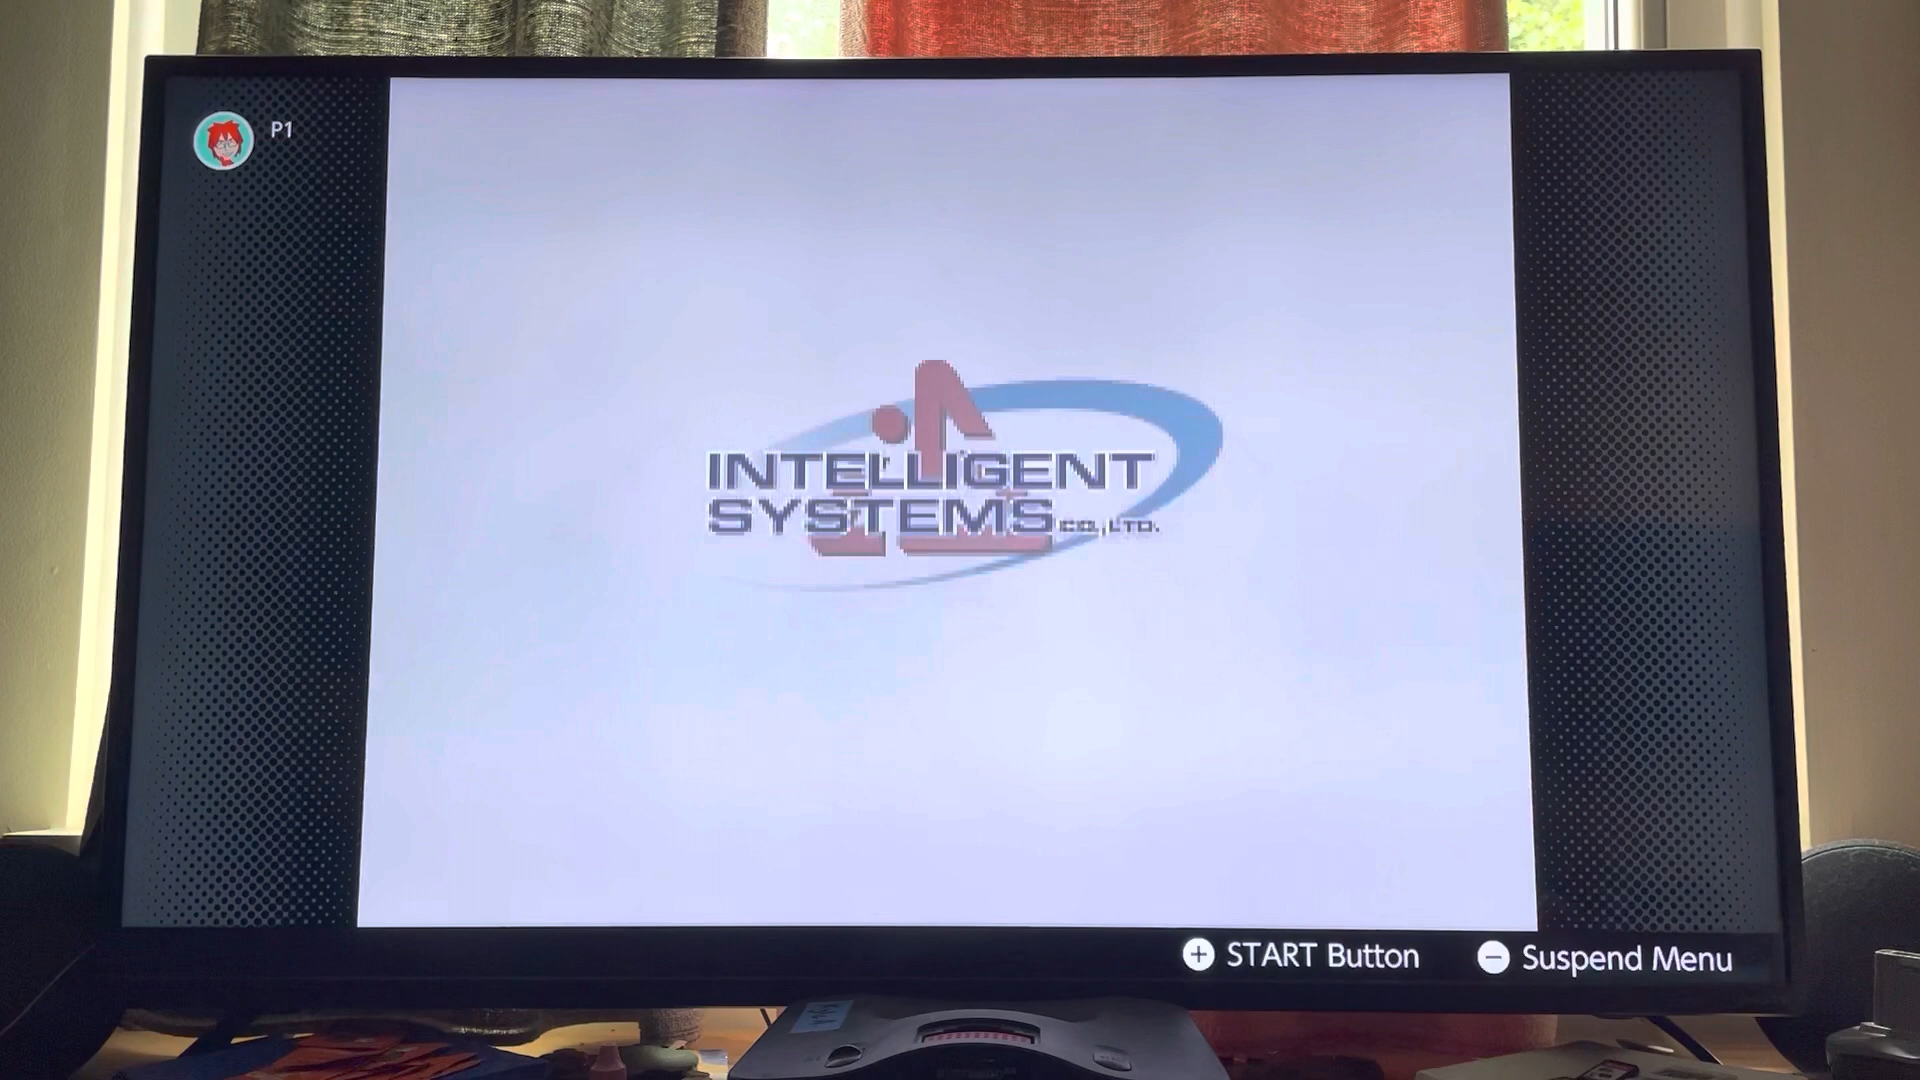 P1
INTELLIGENT
SYSTEMS CO.,LTD.
+ START Button
− Suspend Menu